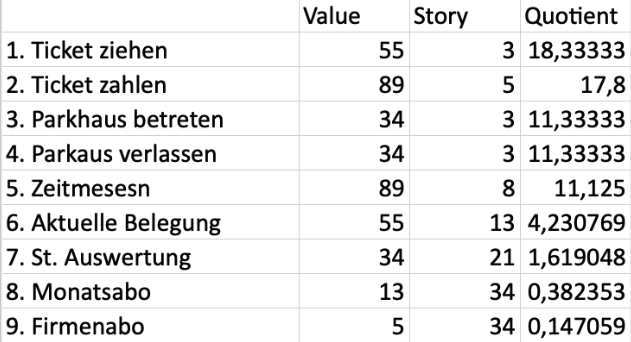 Value Story Quotient
1. Ticket ziehen 55 3 18,33333
2. Ticket zahlen 89 5 17,8
3. Parkhaus betreten 34 3 11,33333
4. Parkaus verlassen 34 3 11,33333
5. Zeitmesesn 89 8 11,125
6. Aktuelle Belegung 55 13 4,230769
7. St. Auswertung 34 21 1,619048
8. Monatsabo 13 34 0,382353
9. Firmenabo 5 34 0,147059